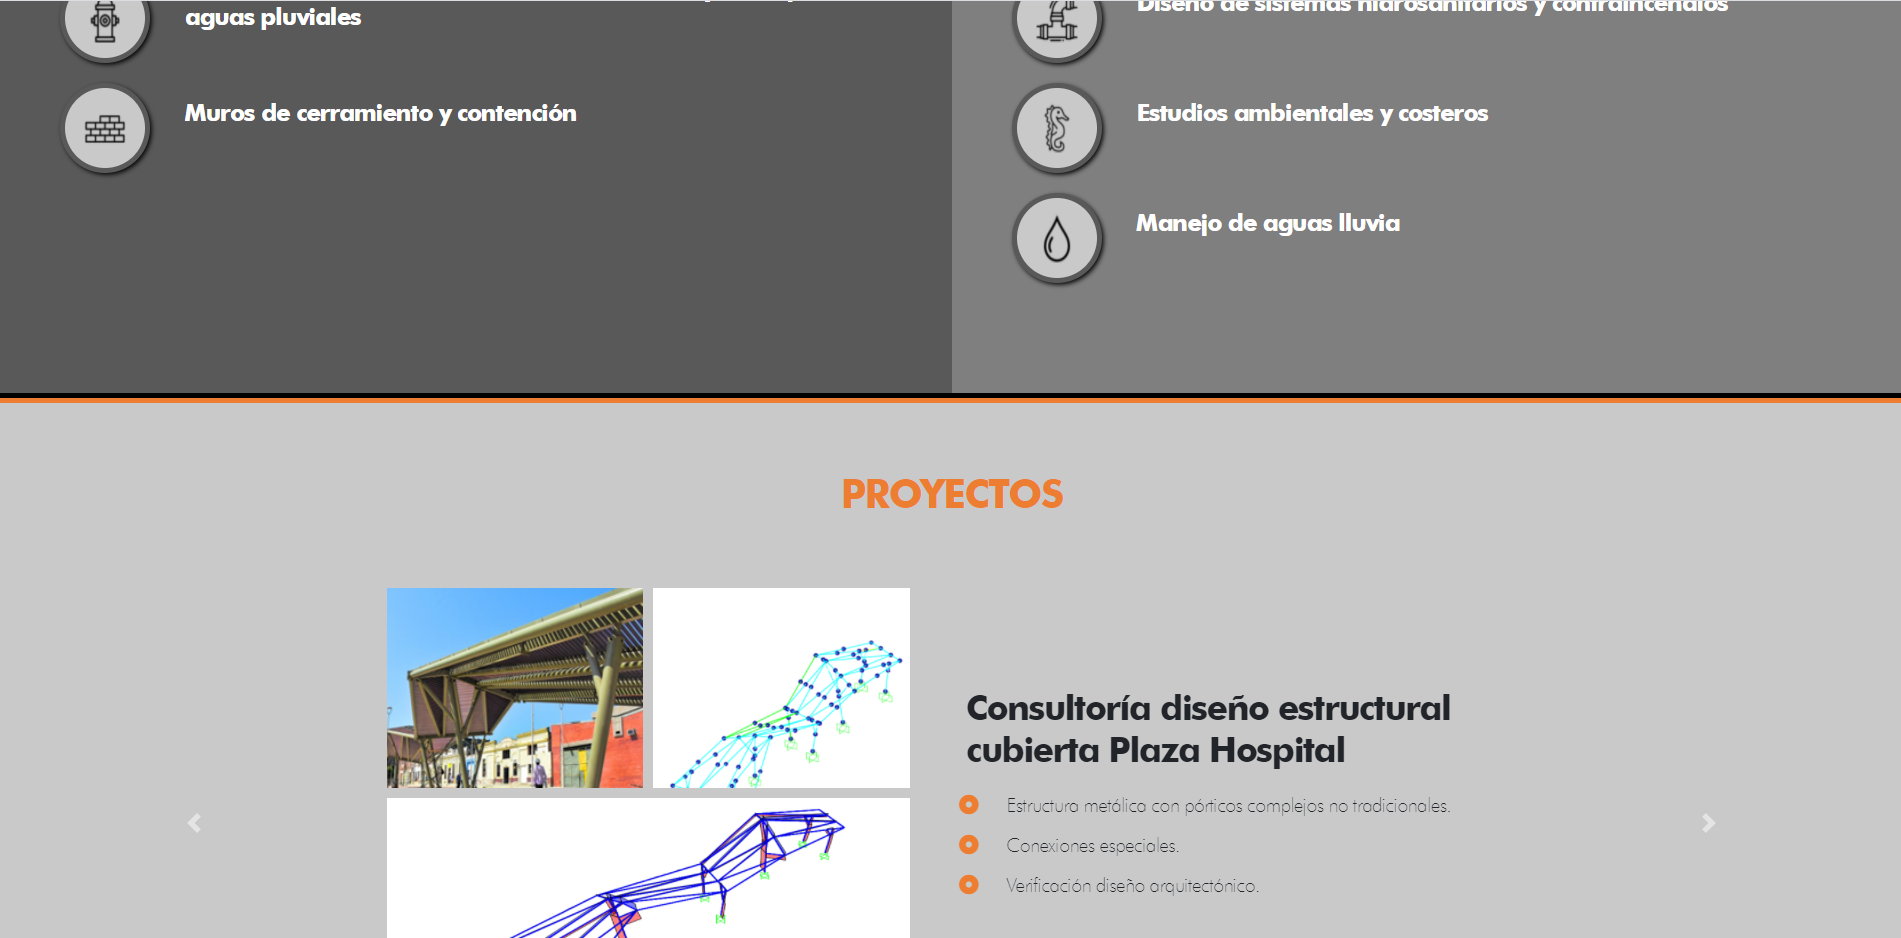 aguas pluviales
Muros de cerramiento y contención
Diseño de sistemas hidrosanitarios y contraincendios
Estudios ambientales y costeros
Manejo de aguas lluvia
PROYECTOS
Consultoría diseño estructural
cubierta Plaza Hospital
Estructura metálica con pórticos complejos no tradicionales.
Conexiones especiales.
Verificación diseño arquitectónico.